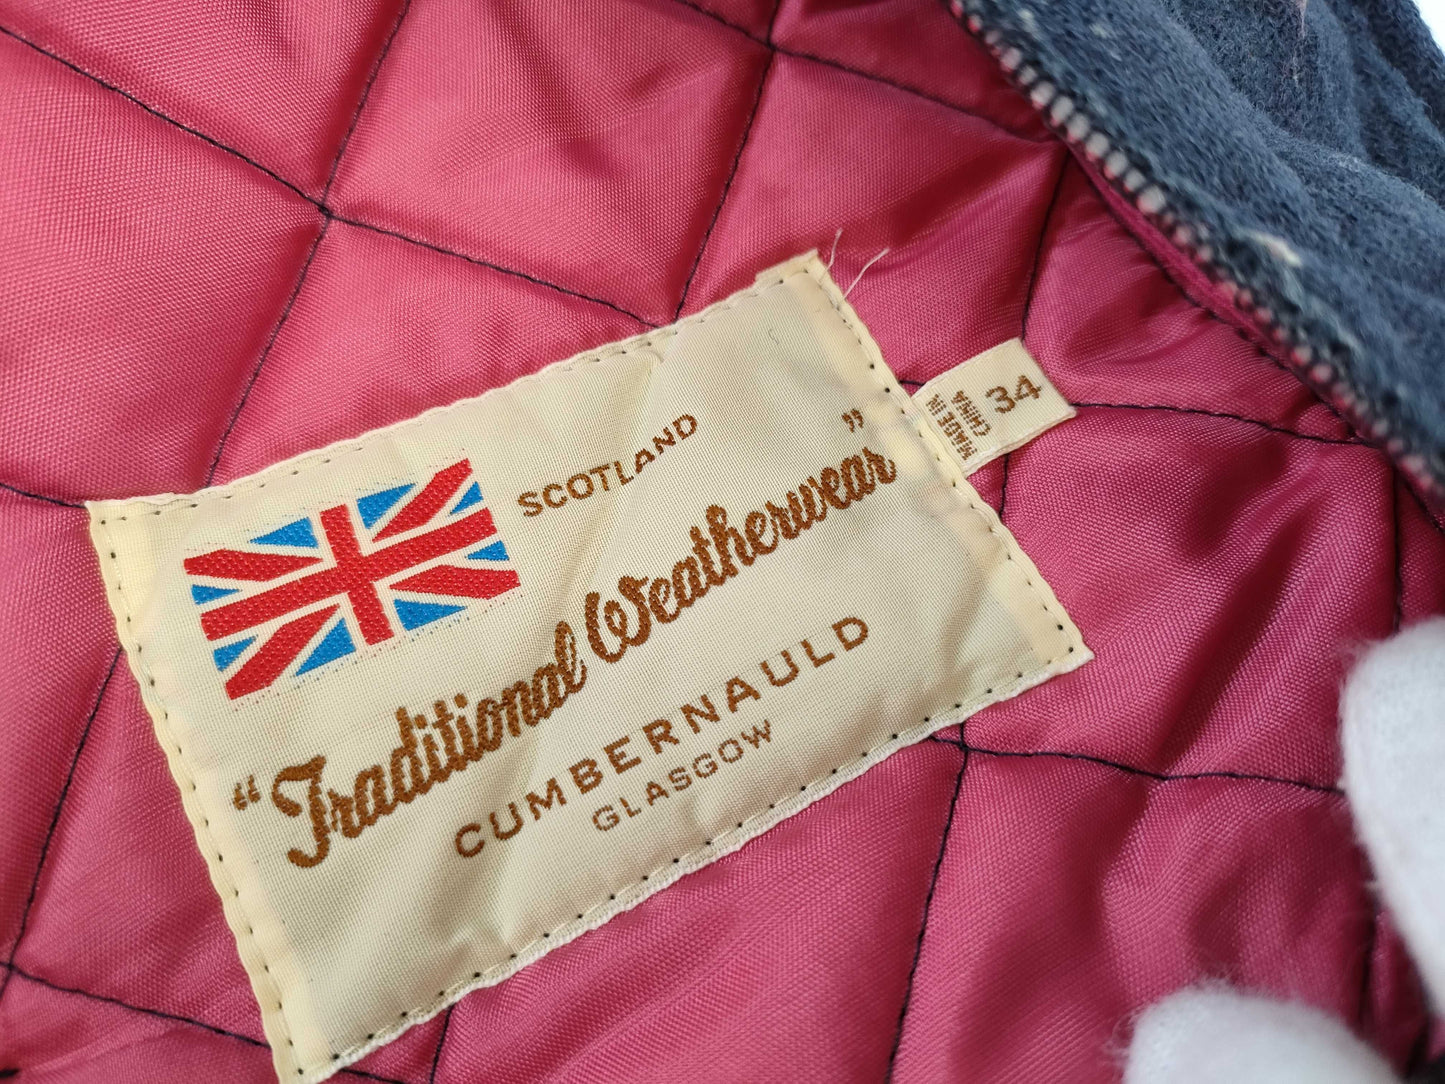 SCOTLAND
"Traditional Weatherwear"
CUMBERNAULD
GLASGOW
MADE IN
CHINA
34